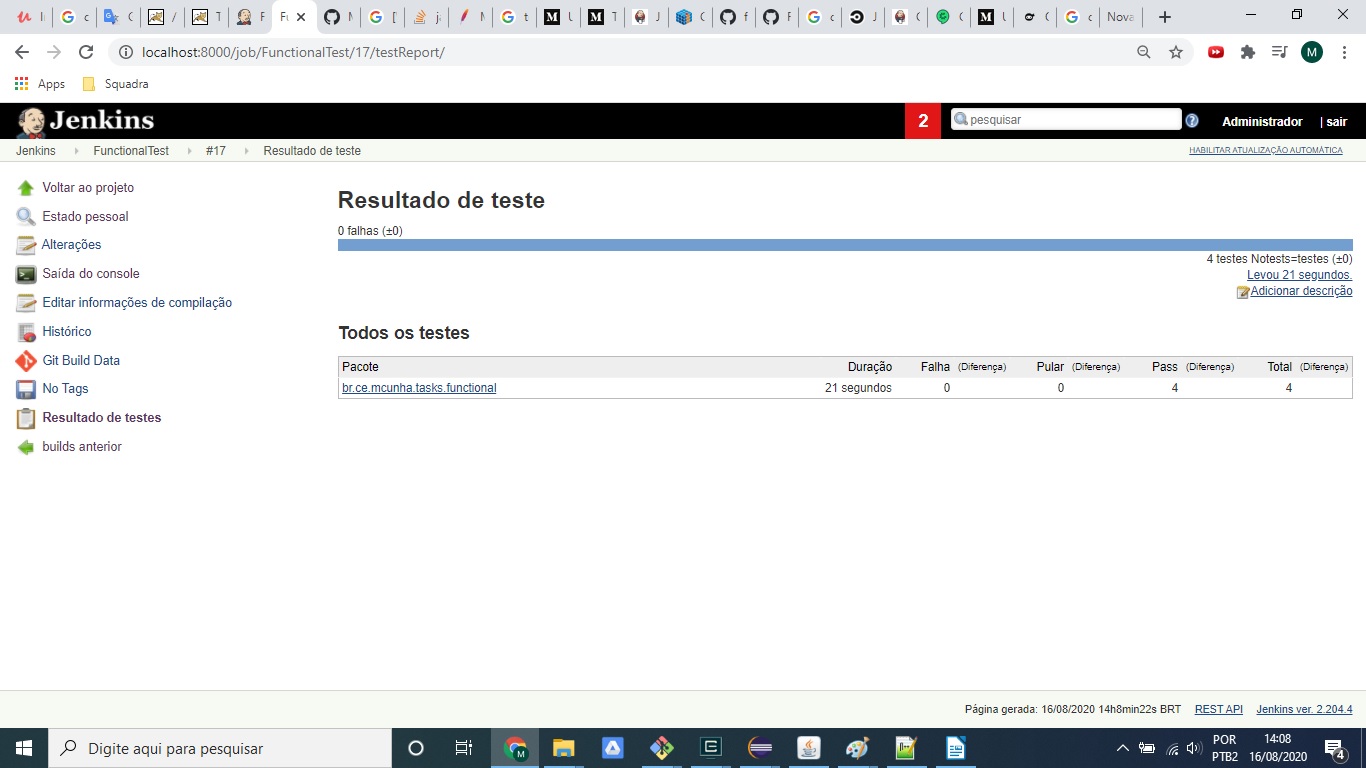 localhost:8000/job/FunctionalTest/17/testReport/
M
Apps
Squadra
Jenkins
2
pesquisar
Administrador
| sair
Jenkins
FunctionalTest
#17
Resultado de teste
HABILITAR ATUALIZAÇÃO AUTOMÁTICA
Voltar ao projeto
Estado pessoal
Alterações
Saída do console
Editar informações de compilação
Histórico
Git Build Data
No Tags
Resultado de testes
builds anterior
Resultado de teste
0 falhas (±0)
4 testes Notests=testes (±0)
Levou 21 segundos.
Adicionar descrição
Todos os testes
Pacote Duração Falha (Diferença) Pular (Diferença) Pass (Diferença) Total (Diferença)
br.ce.mcunha.tasks.functional 21 segundos 0 0 4 4
Página gerada: 16/08/2020 14h8min22s BRT REST API Jenkins ver. 2.204.4
Digite aqui para pesquisar
POR
PTB2
14:08
16/08/2020
4